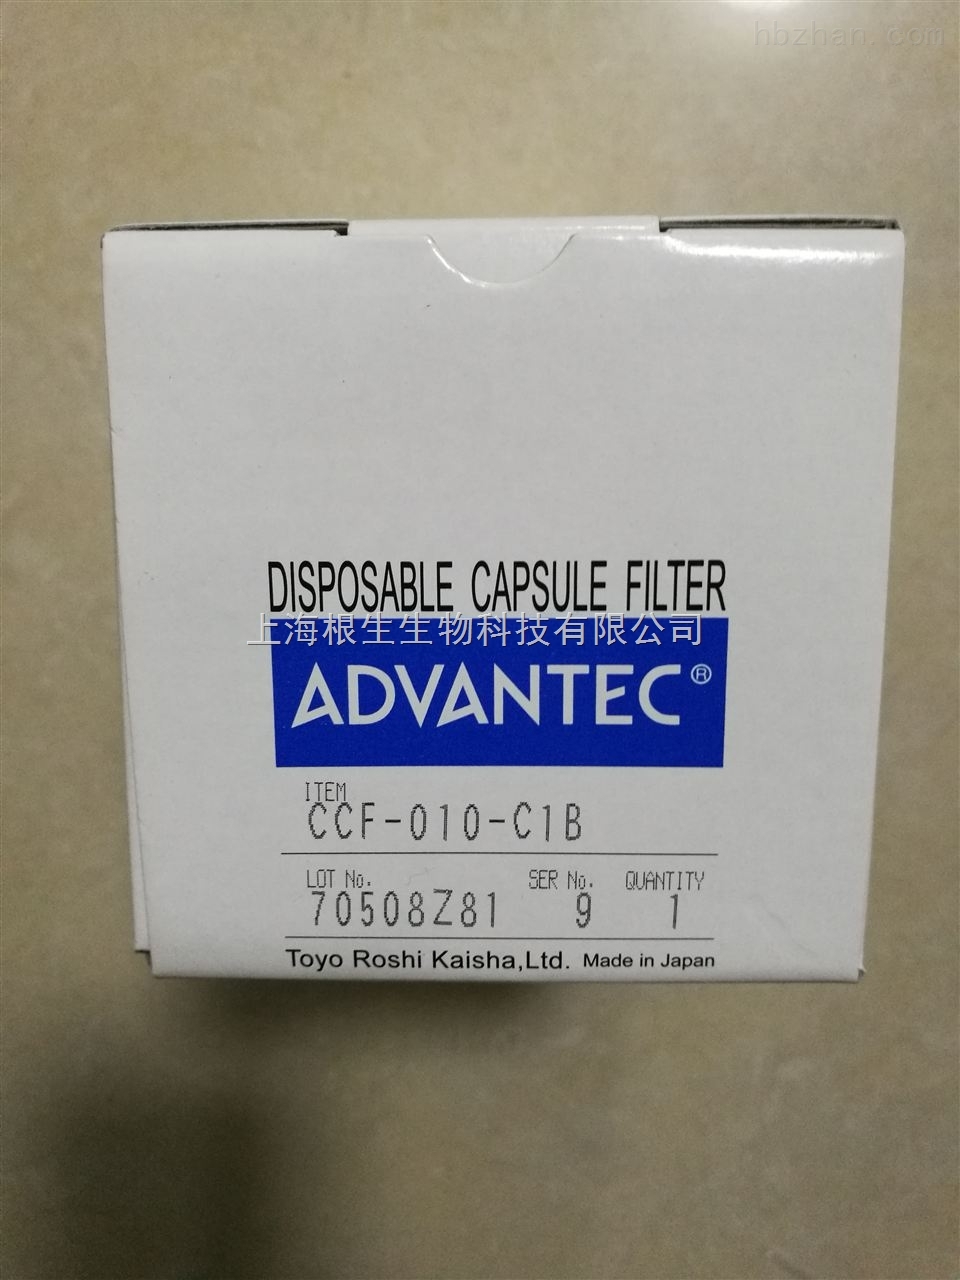 hbzhan.com
DISPOSABLE CAPSULE FILTER
上海根生生物科技有限公司
ADVANTEC®
ITEM
CCF-010-C1B
LOT No. SER No. QUANTITY
70508Z81 9 1
Toyo Roshi Kaisha,Ltd. Made in Japan